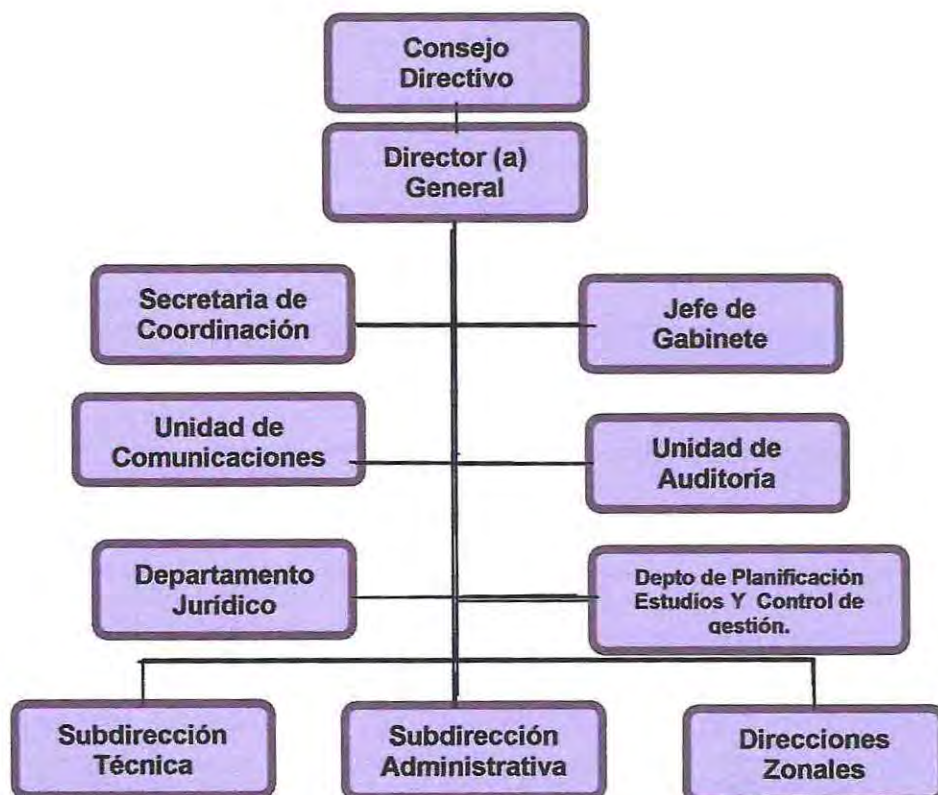 Consejo
Directivo
Director (a)
General
Secretaria de
Coordinación
Jefe de
Gabinete
Unidad de
Comunicaciones
Unidad de
Auditoría
Departamento
Jurídico
Depto de Planificación
Estudios Y Control de
gestión.
Subdirección
Técnica
Subdirección
Administrativa
Direcciones
Zonales